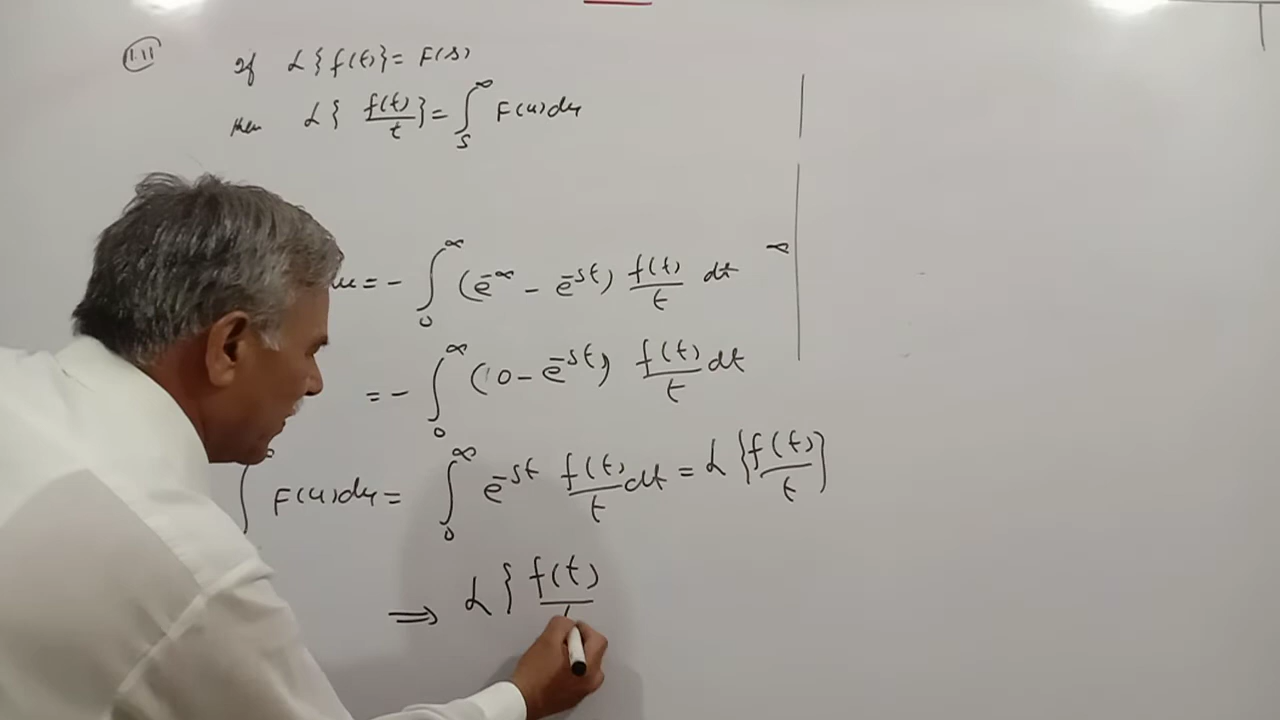 1.11
If L{f(t)} = F(s)
then L{f(t)/t} = ∫_s^∞ F(u)du
= - ∫_0^∞ (e^-∞ - e^-st) f(t)/t dt
= - ∫_0^∞ (0 - e^-st) f(t)/t dt
∫ F(u)du = ∫_0^∞ e^-st f(t)/t dt = L{f(t)/t}
⇒ L{f(t)